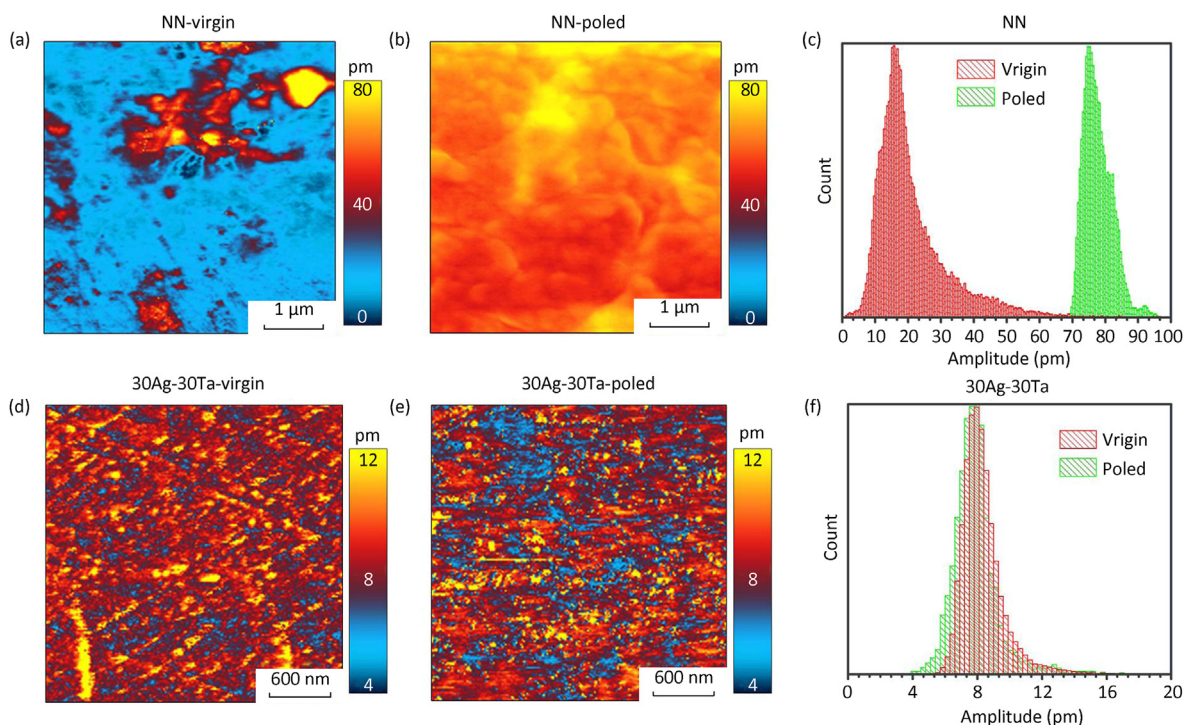 NN-virgin
(a)
pm
80
40
0
1 μm
NN-poled
(b)
pm
80
40
0
1 μm
NN
(c)
Vrigin
Poled
Count
0 10 20 30 40 50 60 70 80 90 100
Amplitude (pm)
30Ag-30Ta-virgin
(d)
pm
12
8
4
600 nm
30Ag-30Ta-poled
(e)
pm
12
8
4
600 nm
30Ag-30Ta
(f)
Vrigin
Poled
Count
0 4 8 12 16 20
Amplitude (pm)